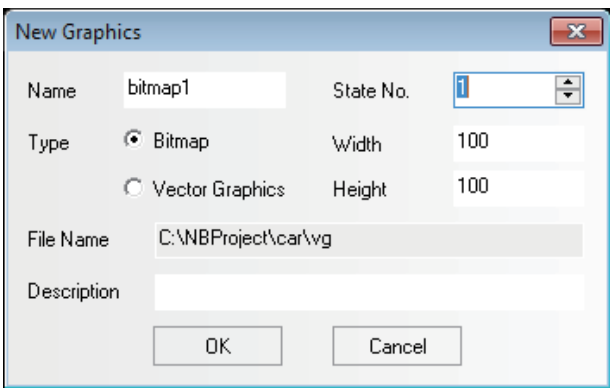 New Graphics
Name bitmap1 State No. 1
Type Bitmap Width 100
Vector Graphics Height 100
File Name C:\NBProject\car\vg
Description
OK Cancel